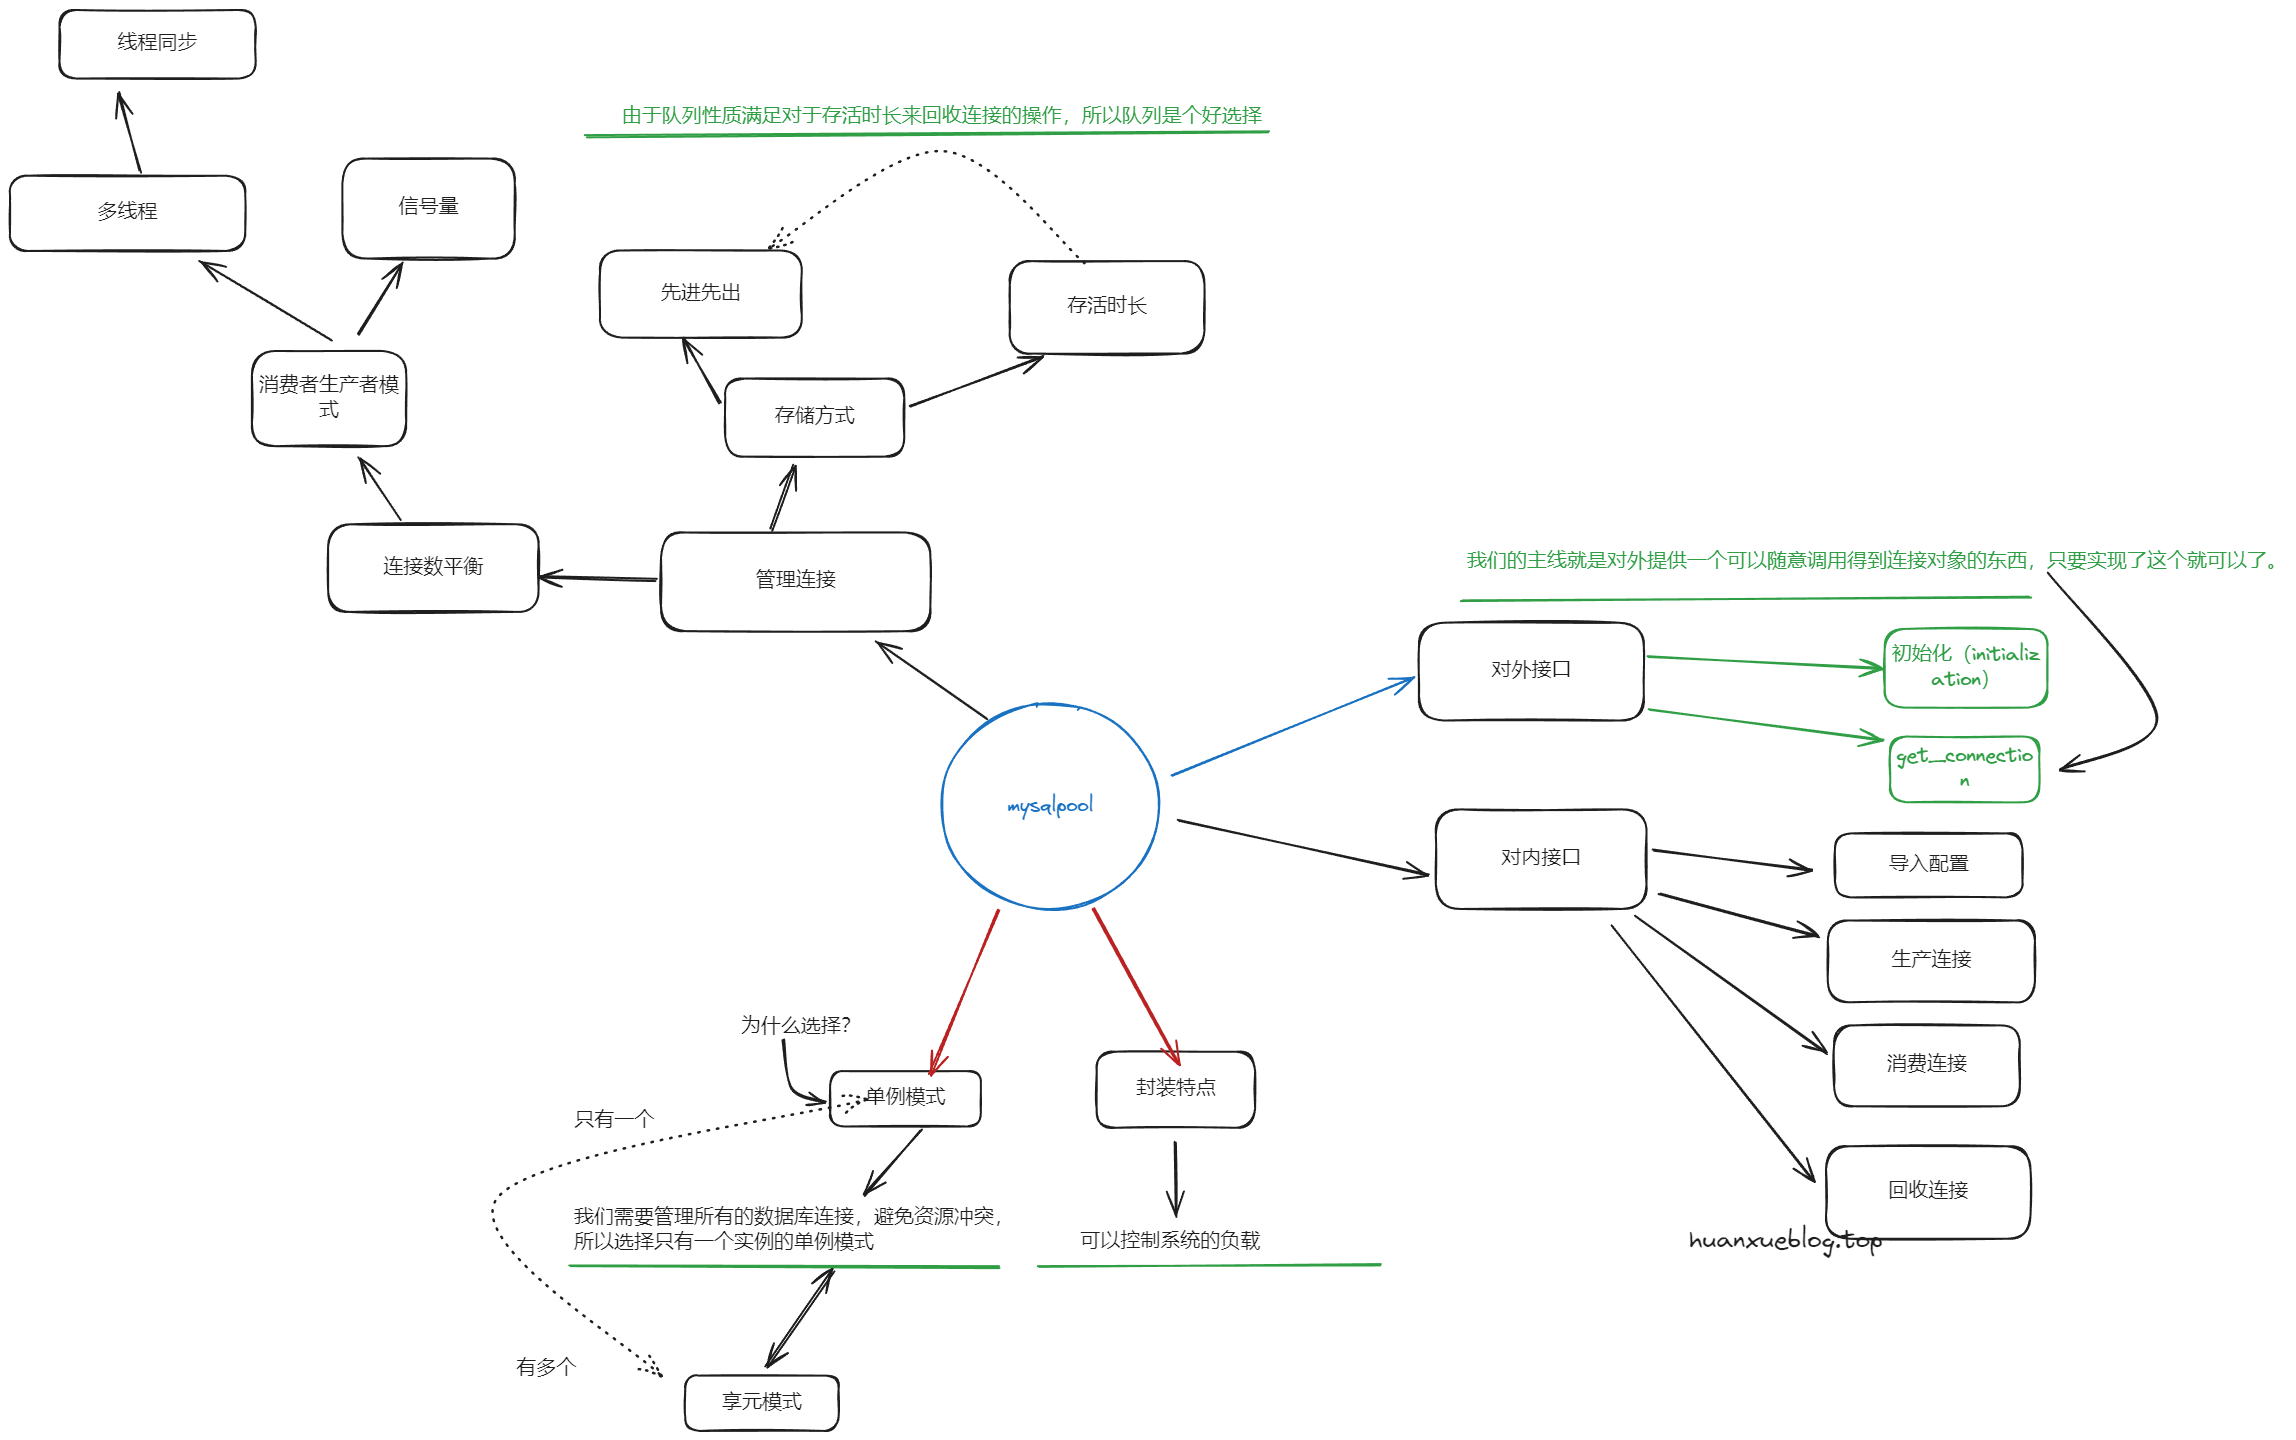 线程同步
由于队列性质满足对于存活时长来回收连接的操作，所以队列是个好选择
多线程
信号量
先进先出
存活时长
消费者生产者模
式
存储方式
连接数平衡
管理连接
我们的主线就是对外提供一个可以随意调用得到连接对象的东西，只要实现了这个就可以了。
对外接口
初始化（initializ
ation）
get_connectio
n
mysqlpool
对内接口
导入配置
生产连接
消费连接
回收连接
huanxueblog.top
为什么选择？
单例模式
封装特点
只有一个
我们需要管理所有的数据库连接，避免资源冲突，
所以选择只有一个实例的单例模式
可以控制系统的负载
有多个
享元模式